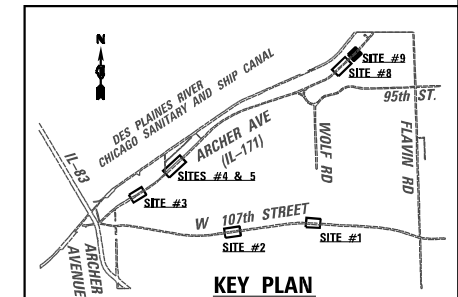 N
SITE #9
SITE #8
DES PLAINES RIVER
CHICAGO SANITARY AND SHIP CANAL
95th ST.
ARCHER AVE
(IL-171)
WOLF RD
FLAVIN RD
IL-83
SITES #4 & 5
SITE #3
W 107th STREET
SITE #1
SITE #2
ARCHER
AVENUE
KEY PLAN